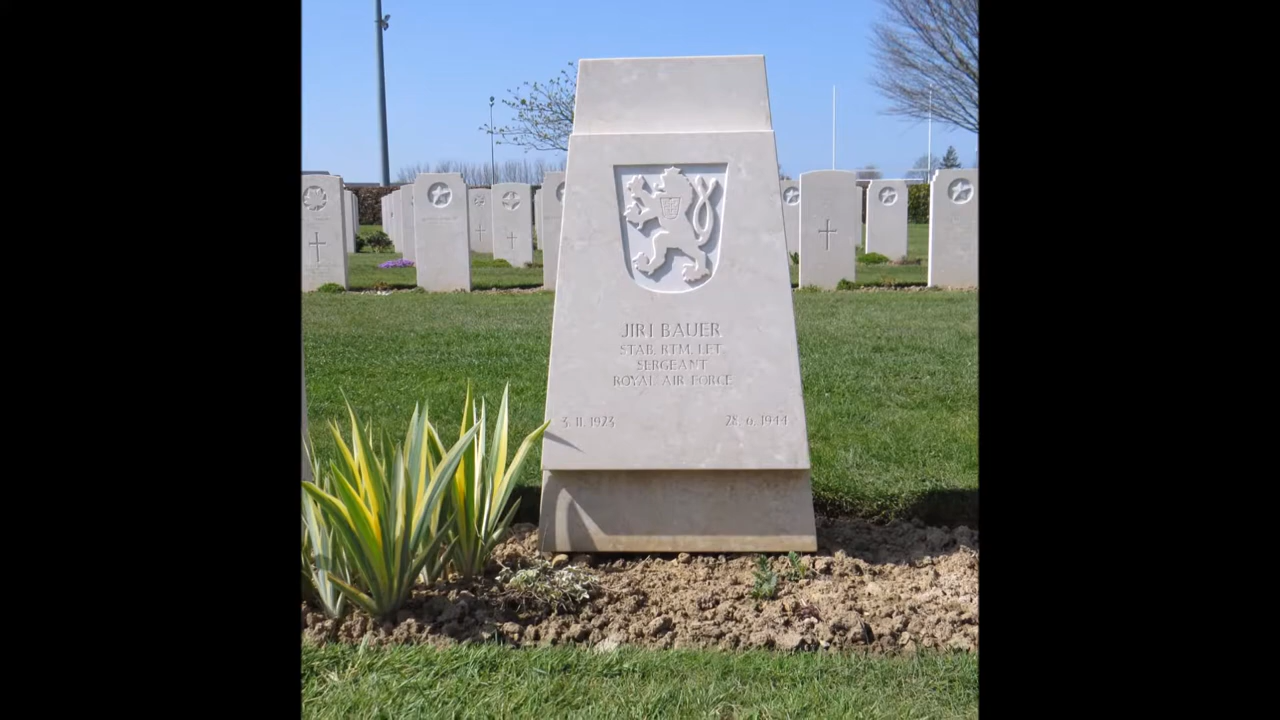 JIRI BAUER
STAB. RTM. LET
SERGEANT
ROYAL AIR FORCE
3. 11. 1923 28. 6. 1944